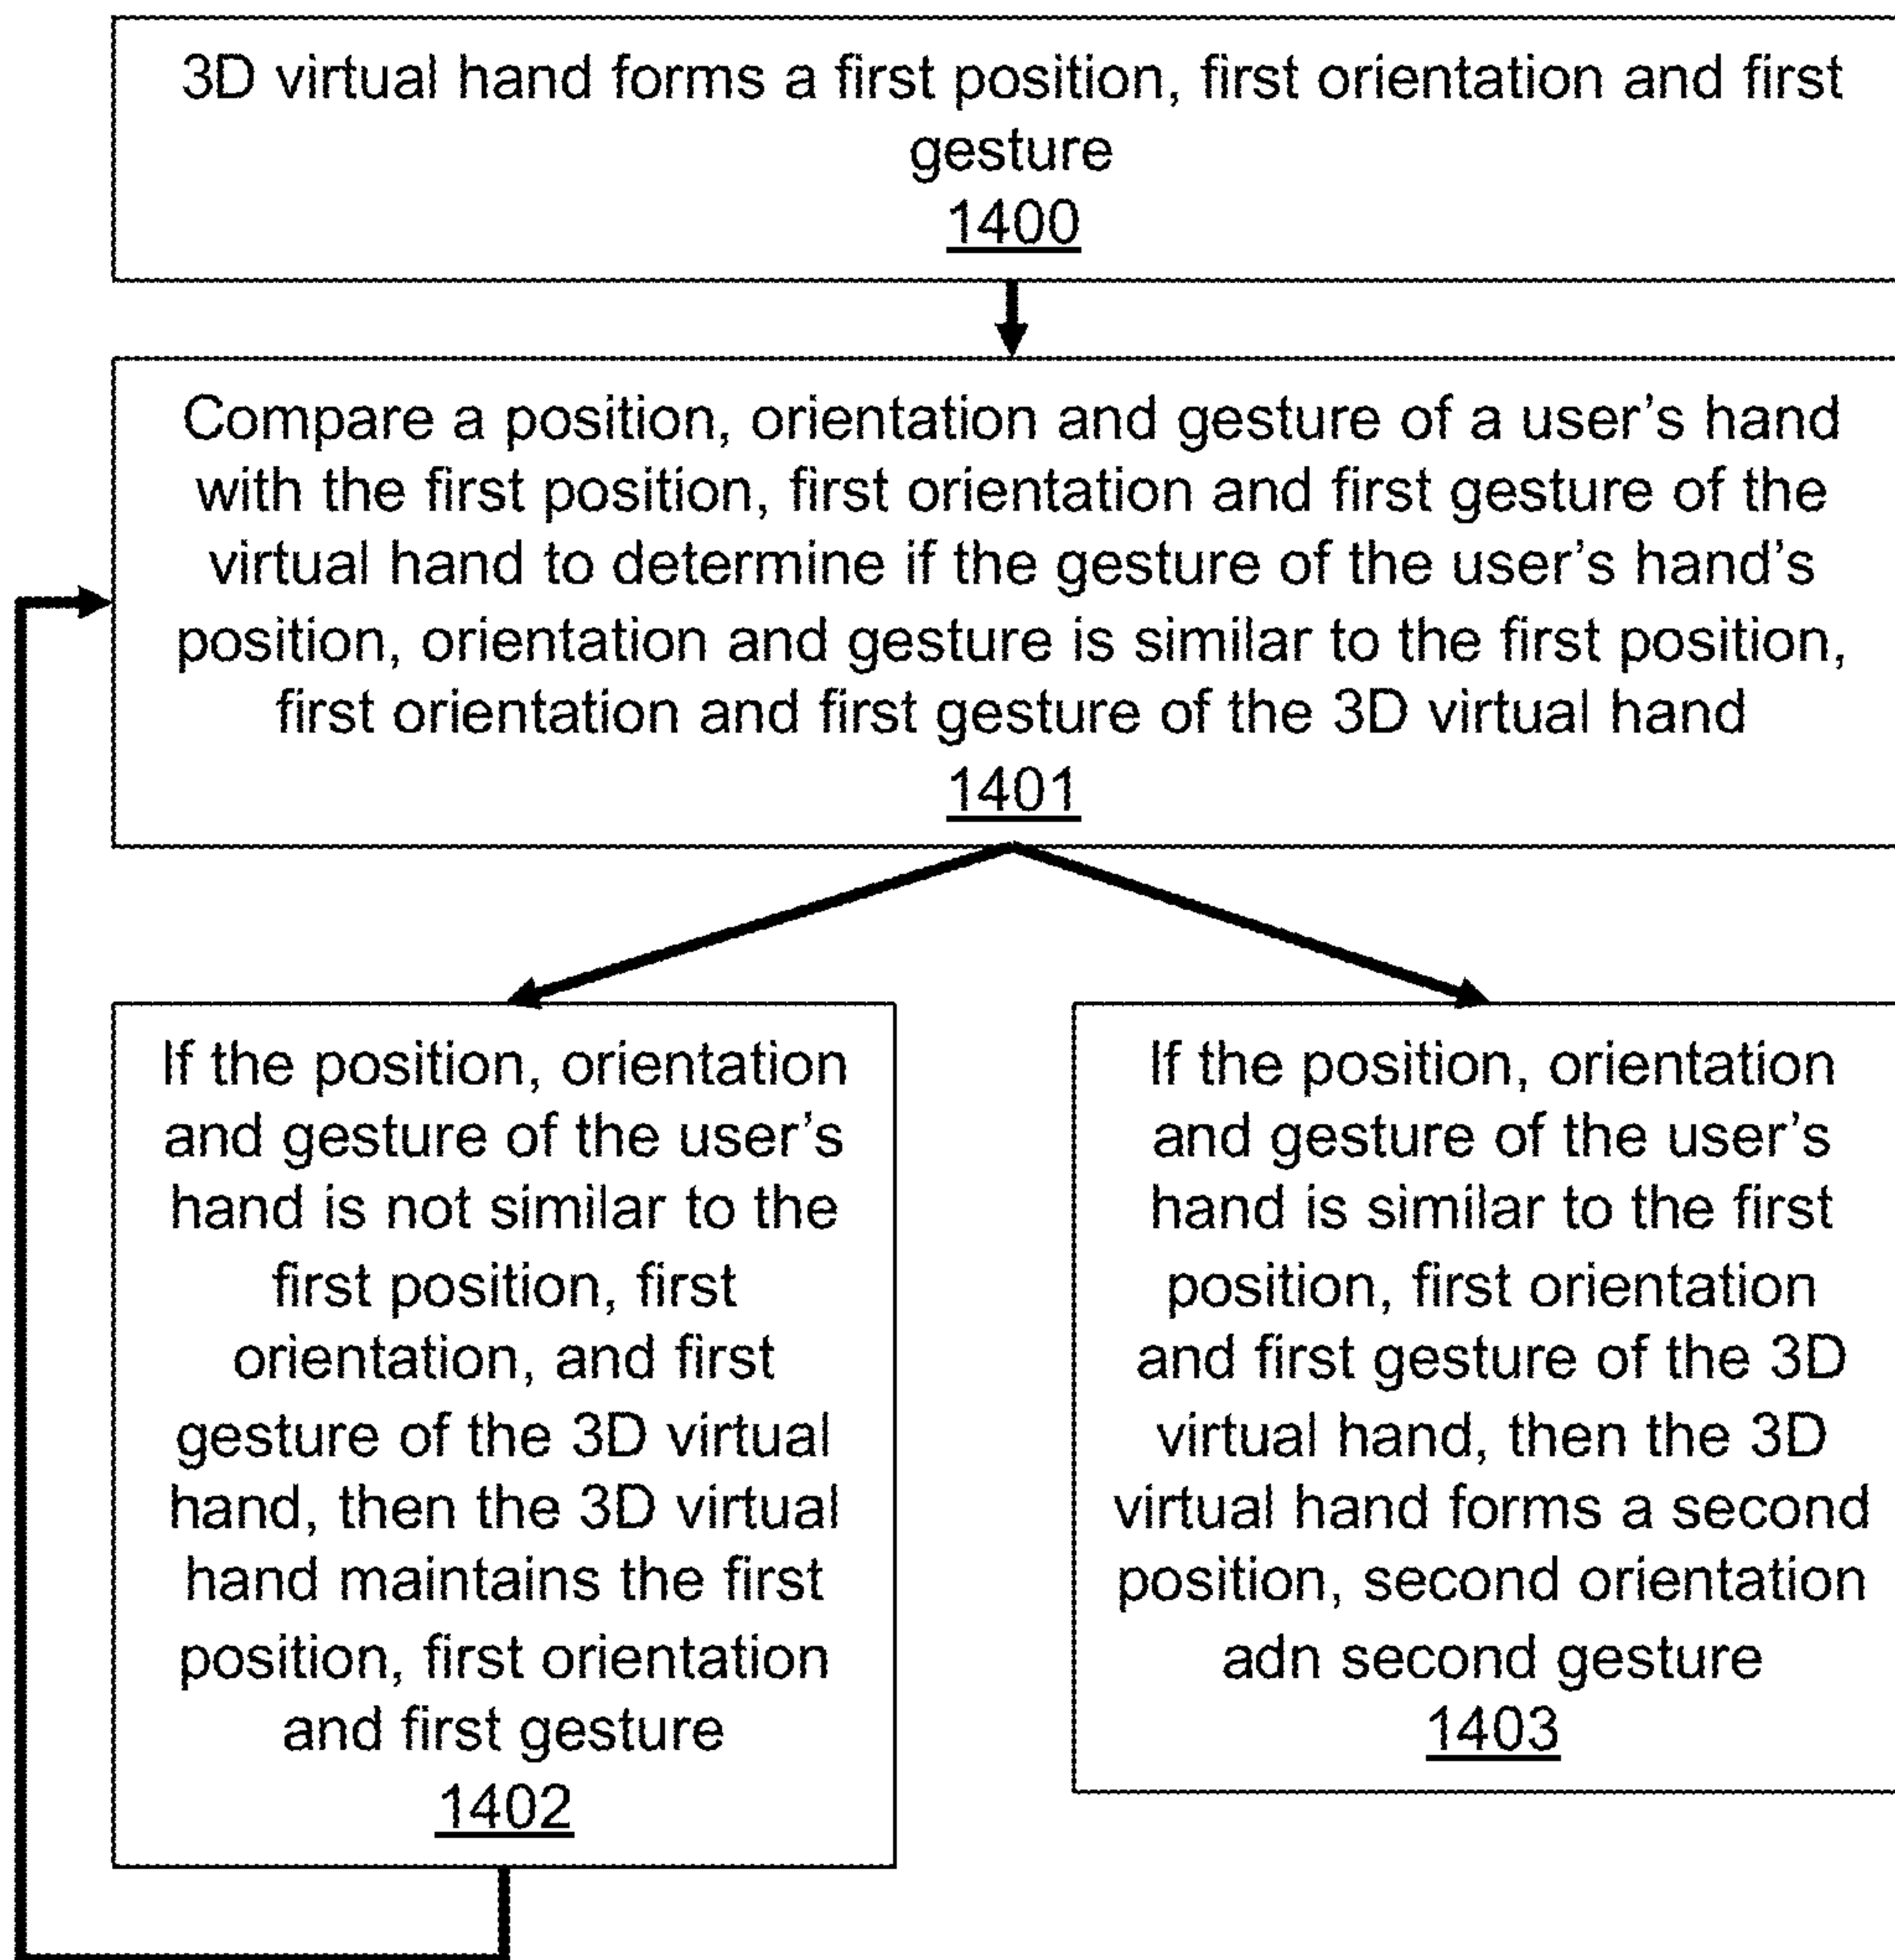 3D virtual hand forms a first position, first orientation and first
gesture
1400
Compare a position, orientation and gesture of a user's hand
with the first position, first orientation and first gesture of the
virtual hand to determine if the gesture of the user's hand's
position, orientation and gesture is similar to the first position,
first orientation and first gesture of the 3D virtual hand
1401
If the position, orientation
and gesture of the user's
hand is not similar to the
first position, first
orientation, and first
gesture of the 3D virtual
hand, then the 3D virtual
hand maintains the first
position, first orientation
and first gesture
1402
If the position, orientation
and gesture of the user's
hand is similar to the first
position, first orientation
and first gesture of the 3D
virtual hand, then the 3D
virtual hand forms a second
position, second orientation
adn second gesture
1403